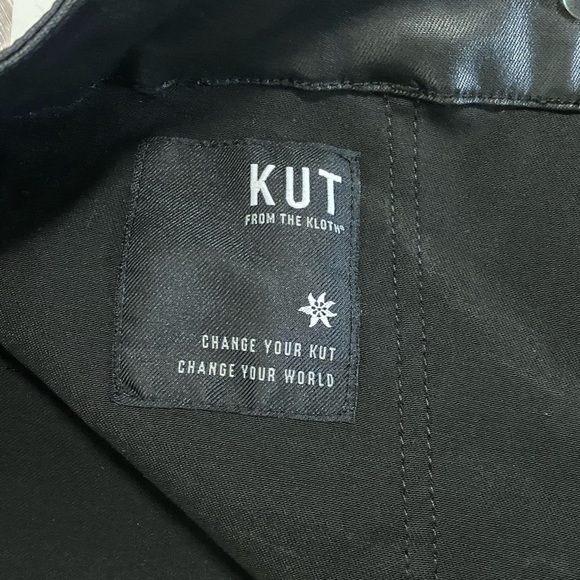 KUT
FROM THE KLOTH®
CHANGE YOUR KUT
CHANGE YOUR WORLD